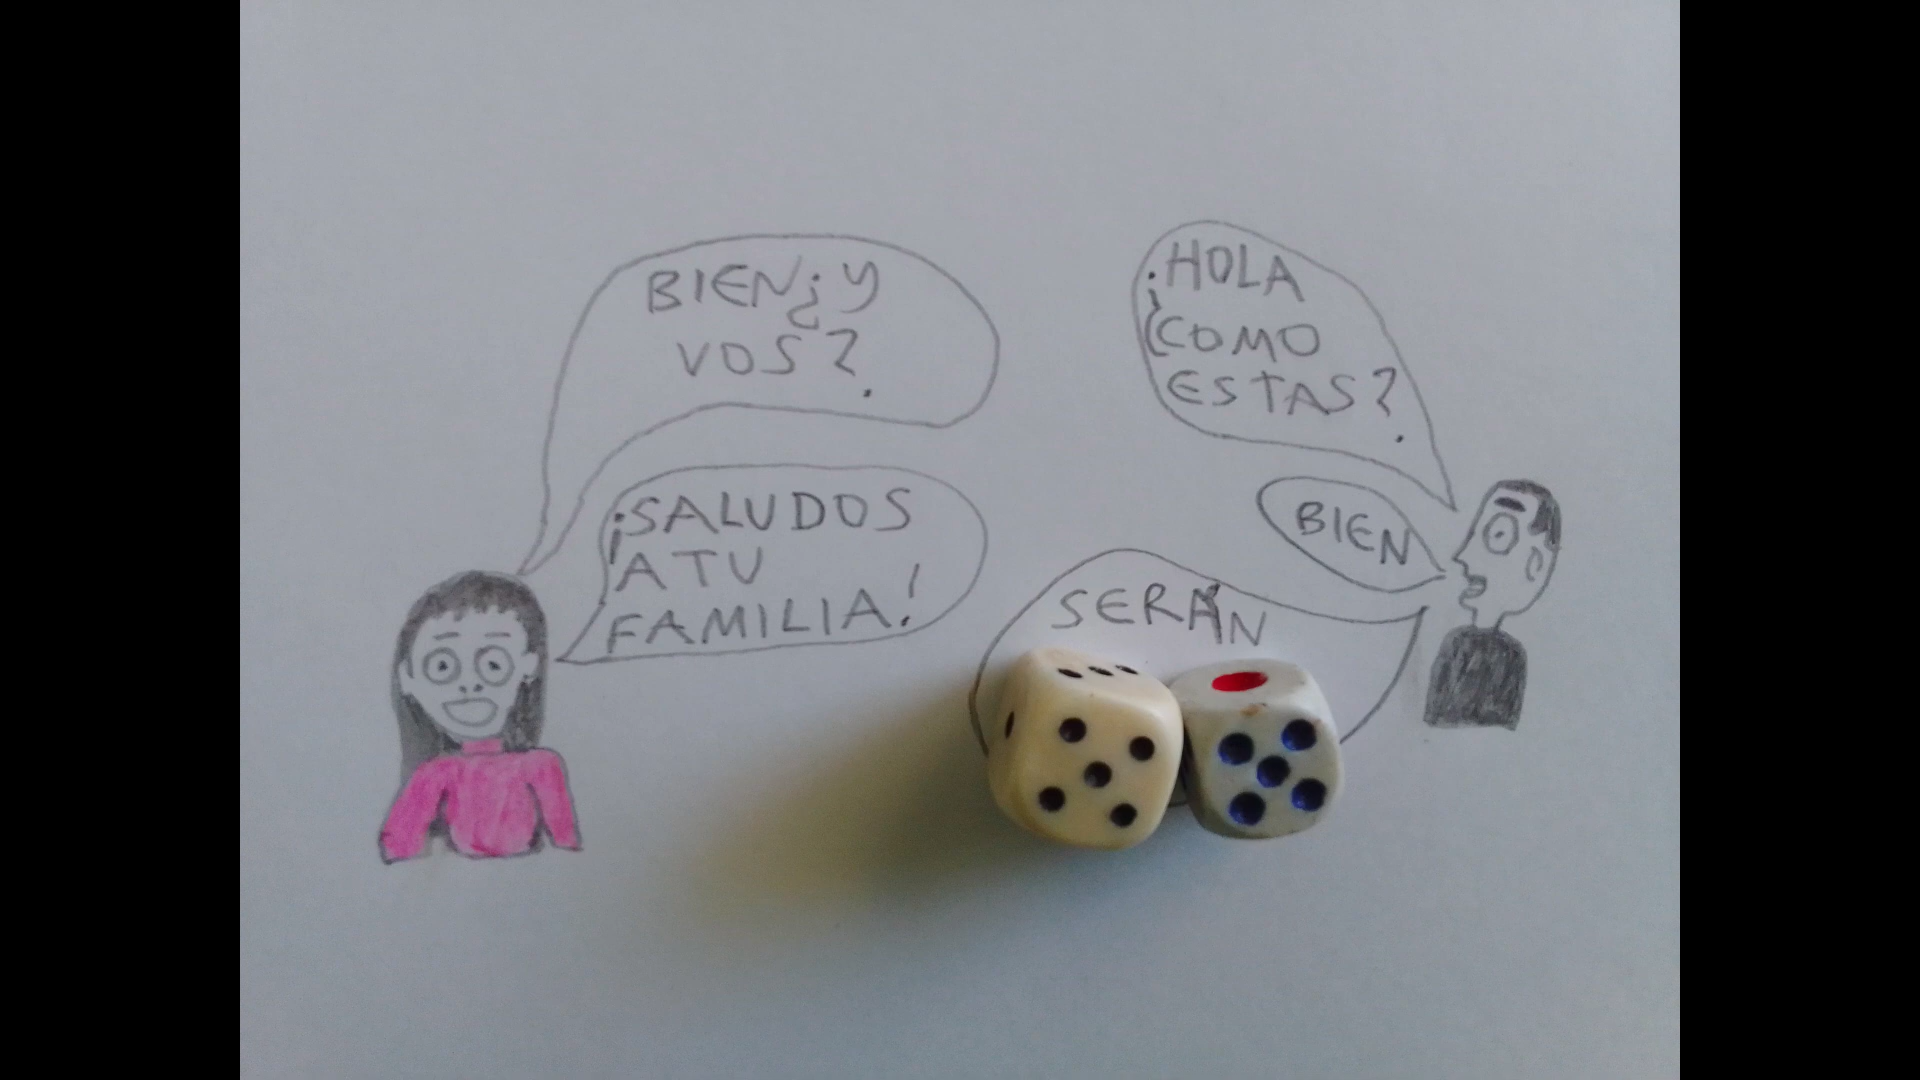 ¡HOLA
¿COMO
ESTAS?
BIEN ¿Y
VOS?
BIEN
¡SALUDOS
A TU
FAMILIA!
SERÁN